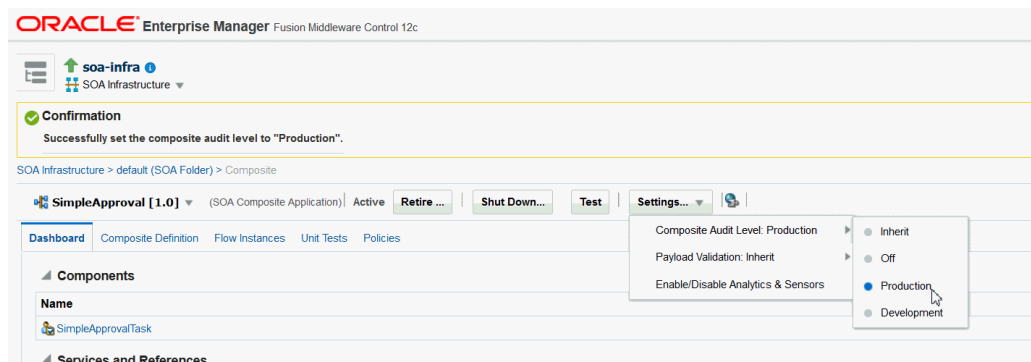 ORACLE Enterprise Manager Fusion Middleware Control 12c
soa-infra
SOA Infrastructure
Confirmation
Successfully set the composite audit level to "Production".
SOA Infrastructure > default (SOA Folder) > Composite
SimpleApproval [1.0] (SOA Composite Application) Active Retire ... Shut Down... Test Settings...
Composite Audit Level: Production
Payload Validation: Inherit
Enable/Disable Analytics & Sensors
Inherit
Off
Production
Development
Dashboard Composite Definition Flow Instances Unit Tests Policies
Components
Name
SimpleApprovalTask
Services and References